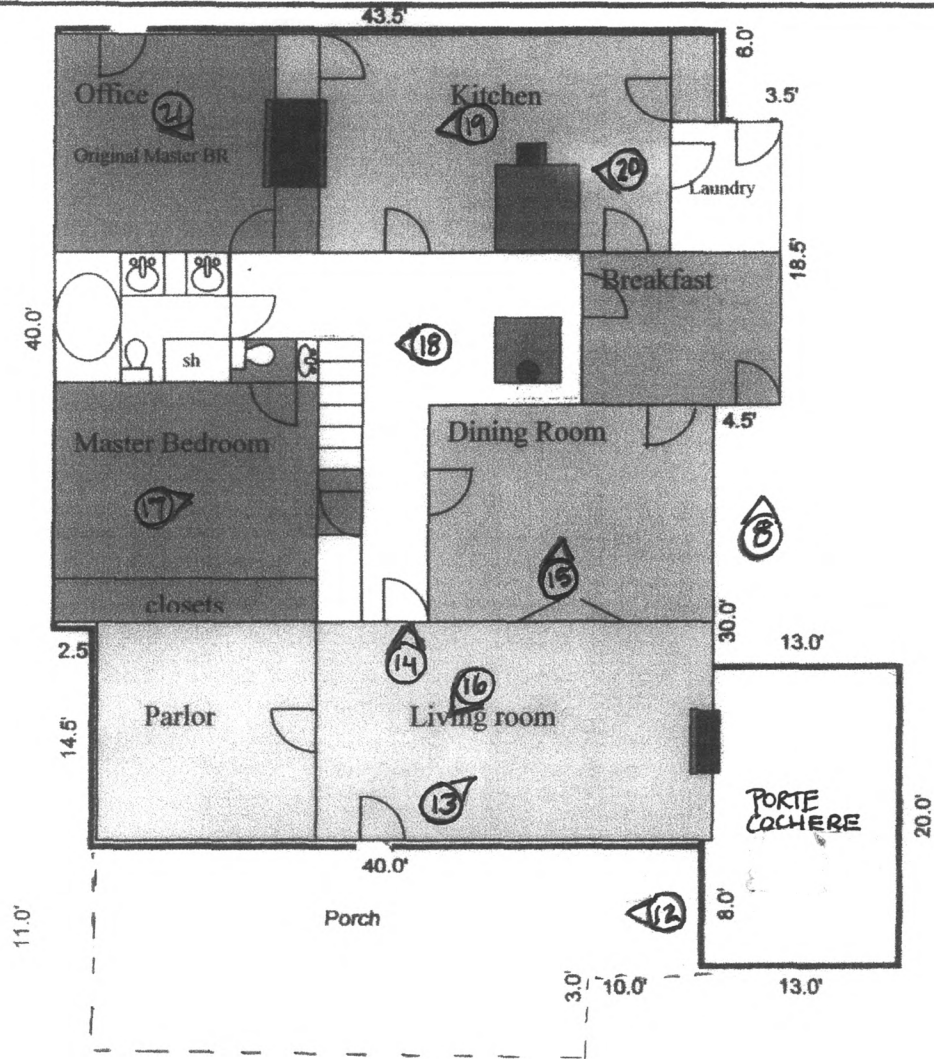 43.5'
6.0'
Office
Kitchen
3.5'
21
19
Original Master BR
20
Laundry
18.5'
Breakfast
40.0'
18
sh
4.5'
Master Bedroom
Dining Room
17
8
15
closets
30.0'
2.5'
13.0'
14
16
Parlor
Living room
14.5'
13
PORTE
COCHERE
20.0'
40.0'
8.0'
12
Porch
11.0'
3.0'
10.0'
13.0'